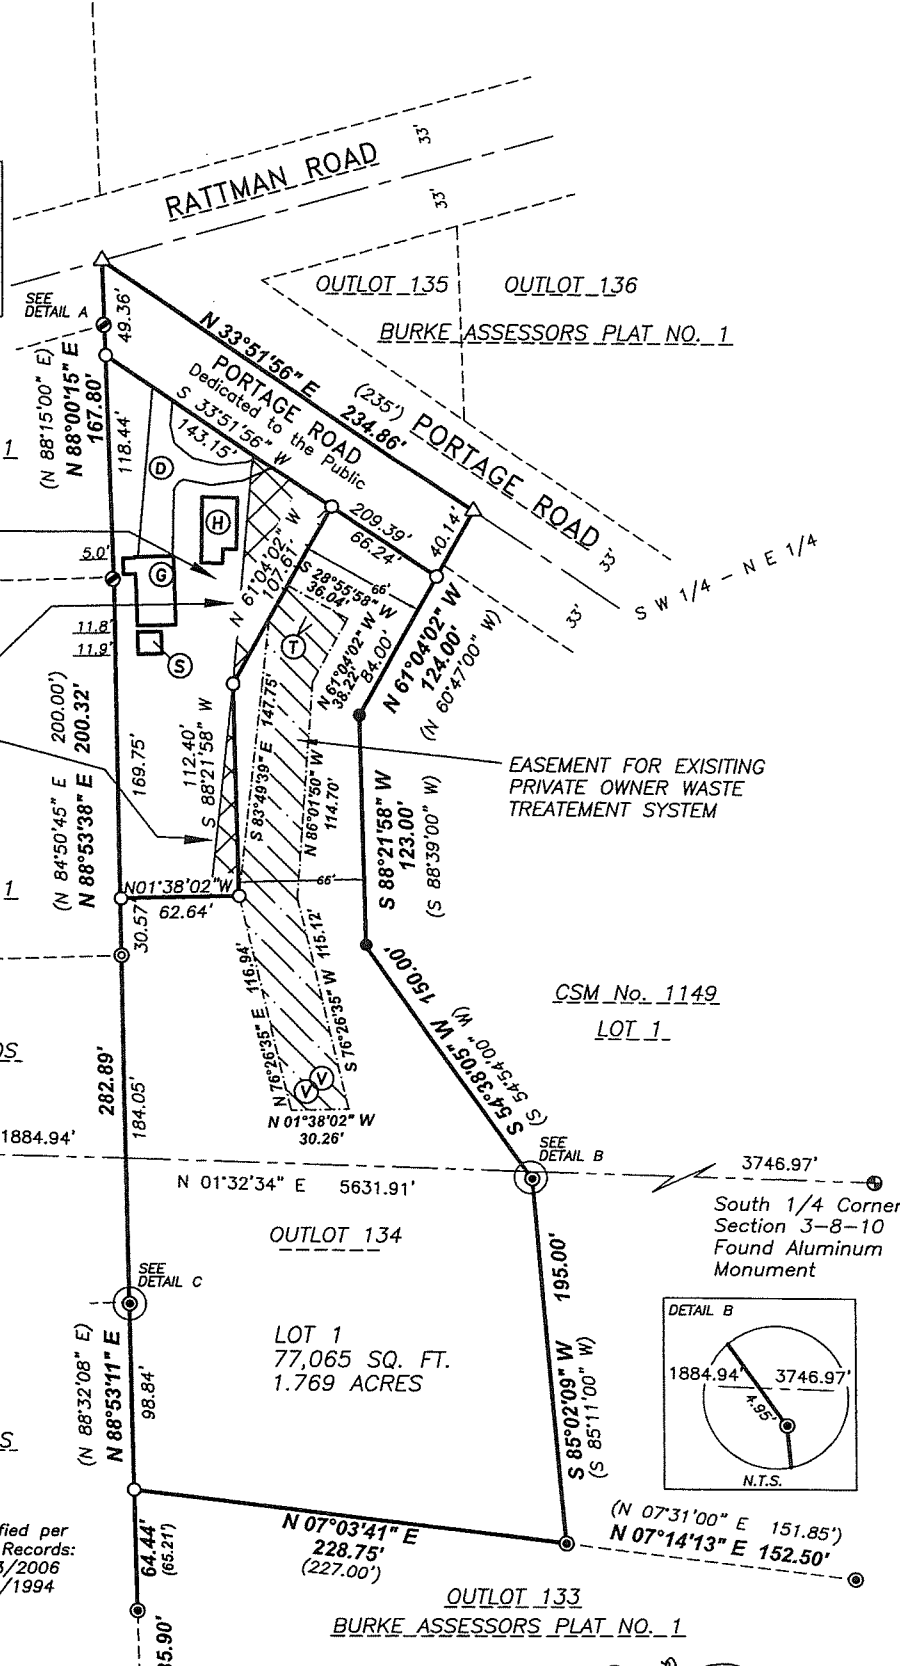 33'
RATTMAN ROAD
33'
OUTLOT 135
OUTLOT 136
SEE
DETAIL A
49.36'
BURKE ASSESSORS PLAT NO. 1
N 33°51'56" E
234.86'
(235')
PORTAGE ROAD
PORTAGE ROAD
Dedicated to the Public
S 33°51'56" W
143.15'
(N 88°15'00" E)
N 88°00'15" E
167.80'
118.44'
1
D
H
G
209.39'
66.24'
40.14'
33'
33'
S W 1/4 - N E 1/4
5.0'
N 61°04'02" W
107.61'
S 28°55'58" W
36.04'
66'
11.8'
11.9'
S
T
N 61°04'02" W
38.22'
84.00'
N 61°04'02" W
124.00'
(N 60°47'00" W)
(N 84°50'45" E 200.00')
N 88°53'38" E 200.32'
169.75'
112.40'
S 88°21'58" W
S 83°49'39" E 147.75'
N 86°01'50" W
114.70'
EASEMENT FOR EXISITING
PRIVATE OWNER WASTE
TREATEMENT SYSTEM
S 88°21'58" W
123.00'
(S 88°39'00" W)
1
N01°38'02"W
62.64'
66'
30.57'
116.94'
N 76°26'35" E
115.12'
S 76°26'35" W
150.00'
S 54°38'05" W
(S 54°54'00" W)
CSM No. 1149
LOT 1
282.89'
184.05'
V
V
N 01°38'02" W
30.26'
1884.94'
SEE
DETAIL B
3746.97'
N 01°32'34" E 5631.91'
South 1/4 Corner
Section 3-8-10
Found Aluminum
Monument
OUTLOT 134
SEE
DETAIL C
195.00'
S 85°02'09" W
(S 85°11'00" W)
DETAIL B
1884.94'
3746.97'
4.95'
N.T.S.
LOT 1
77,065 SQ. FT.
1.769 ACRES
(N 88°32'08" E)
N 88°53'11" E
98.84'
S
N 07°03'41" E
228.75'
(227.00')
(N 07°31'00" E 151.85')
N 07°14'13" E 152.50'
fied per
Records:
3/2006
/1994
64.44'
(65.21')
OUTLOT 133
BURKE ASSESSORS PLAT NO. 1
35.90'